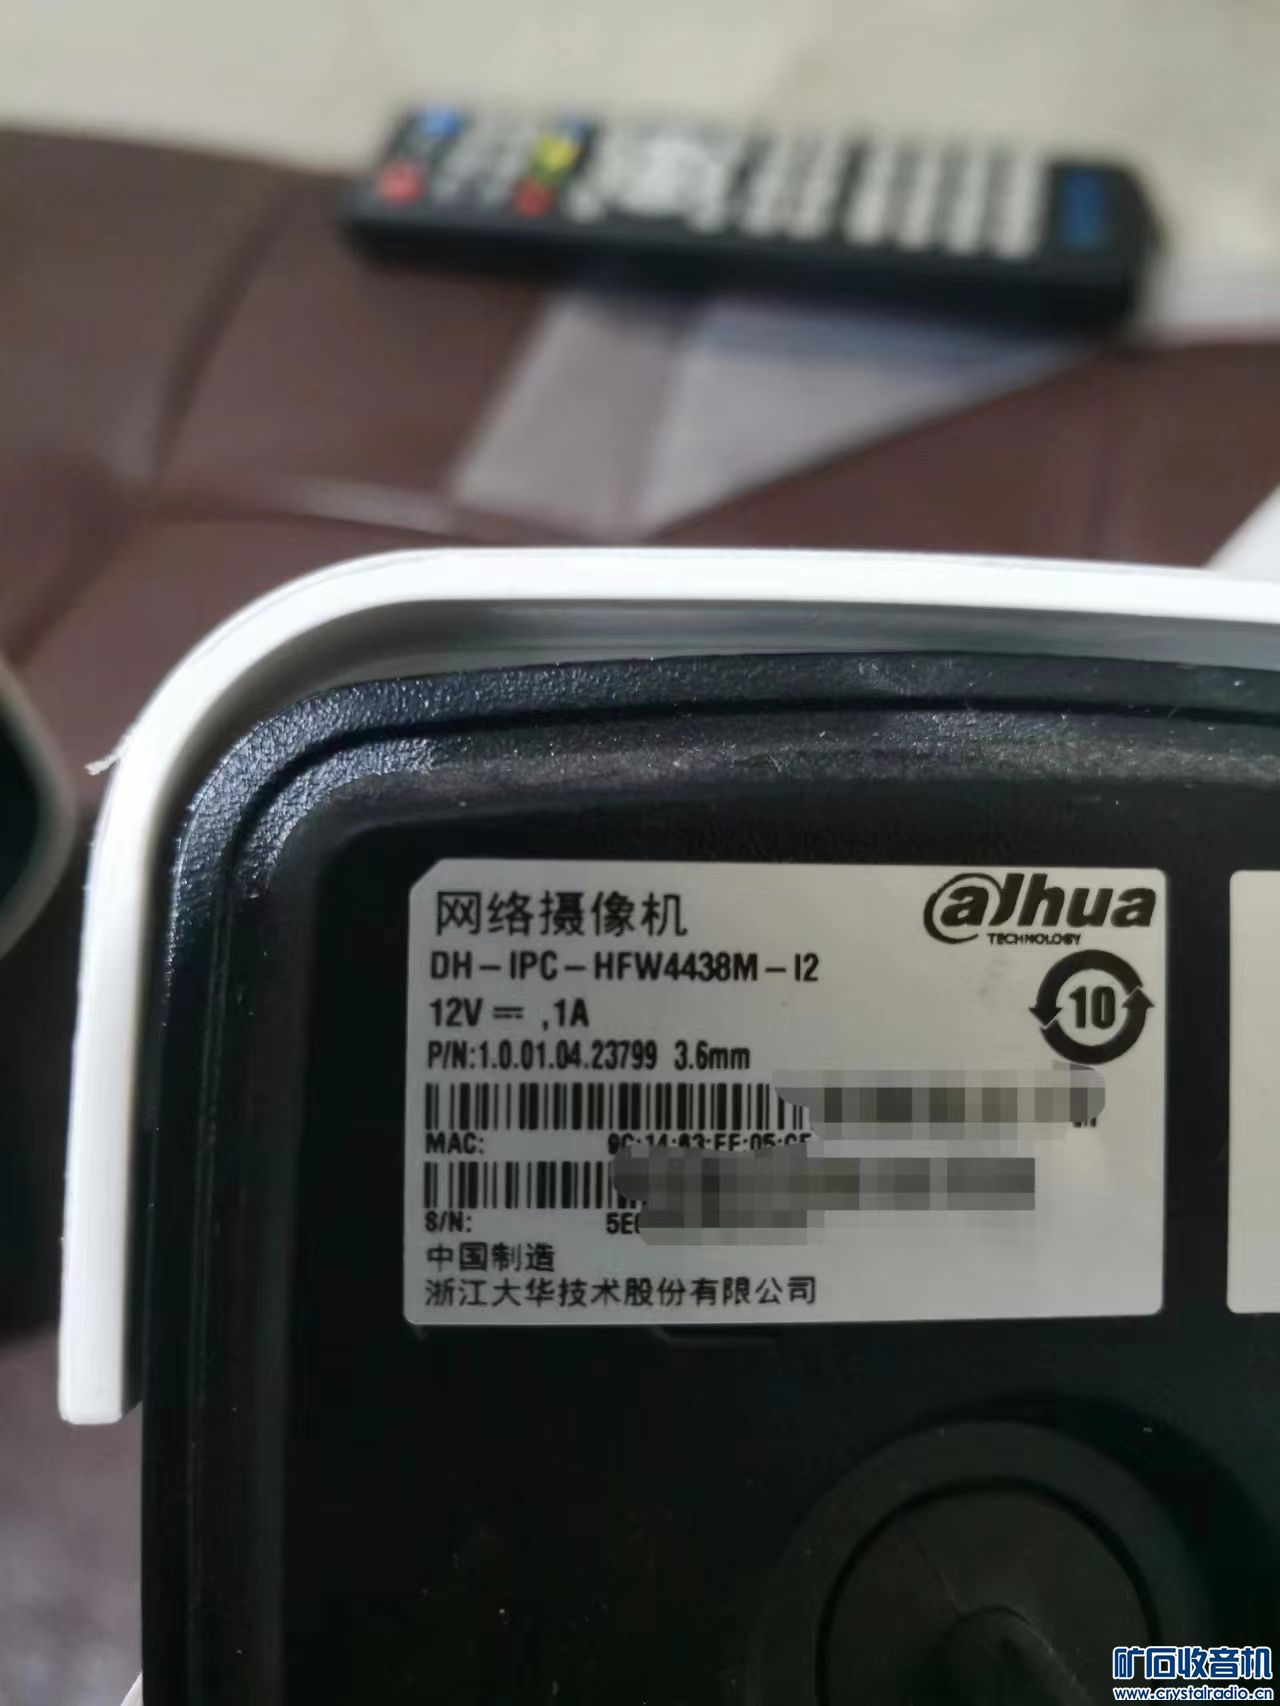 网络摄像机
alhua
TECHNOLOGY
DH-IPC-HFW4438M-I2
12V ⎓ ,1A
10
P/N:1.0.01.04.23799 3.6mm
MAC:
S/N: 5E
中国制造
浙江大华技术股份有限公司
矿石收音机
www.crystalradio.cn